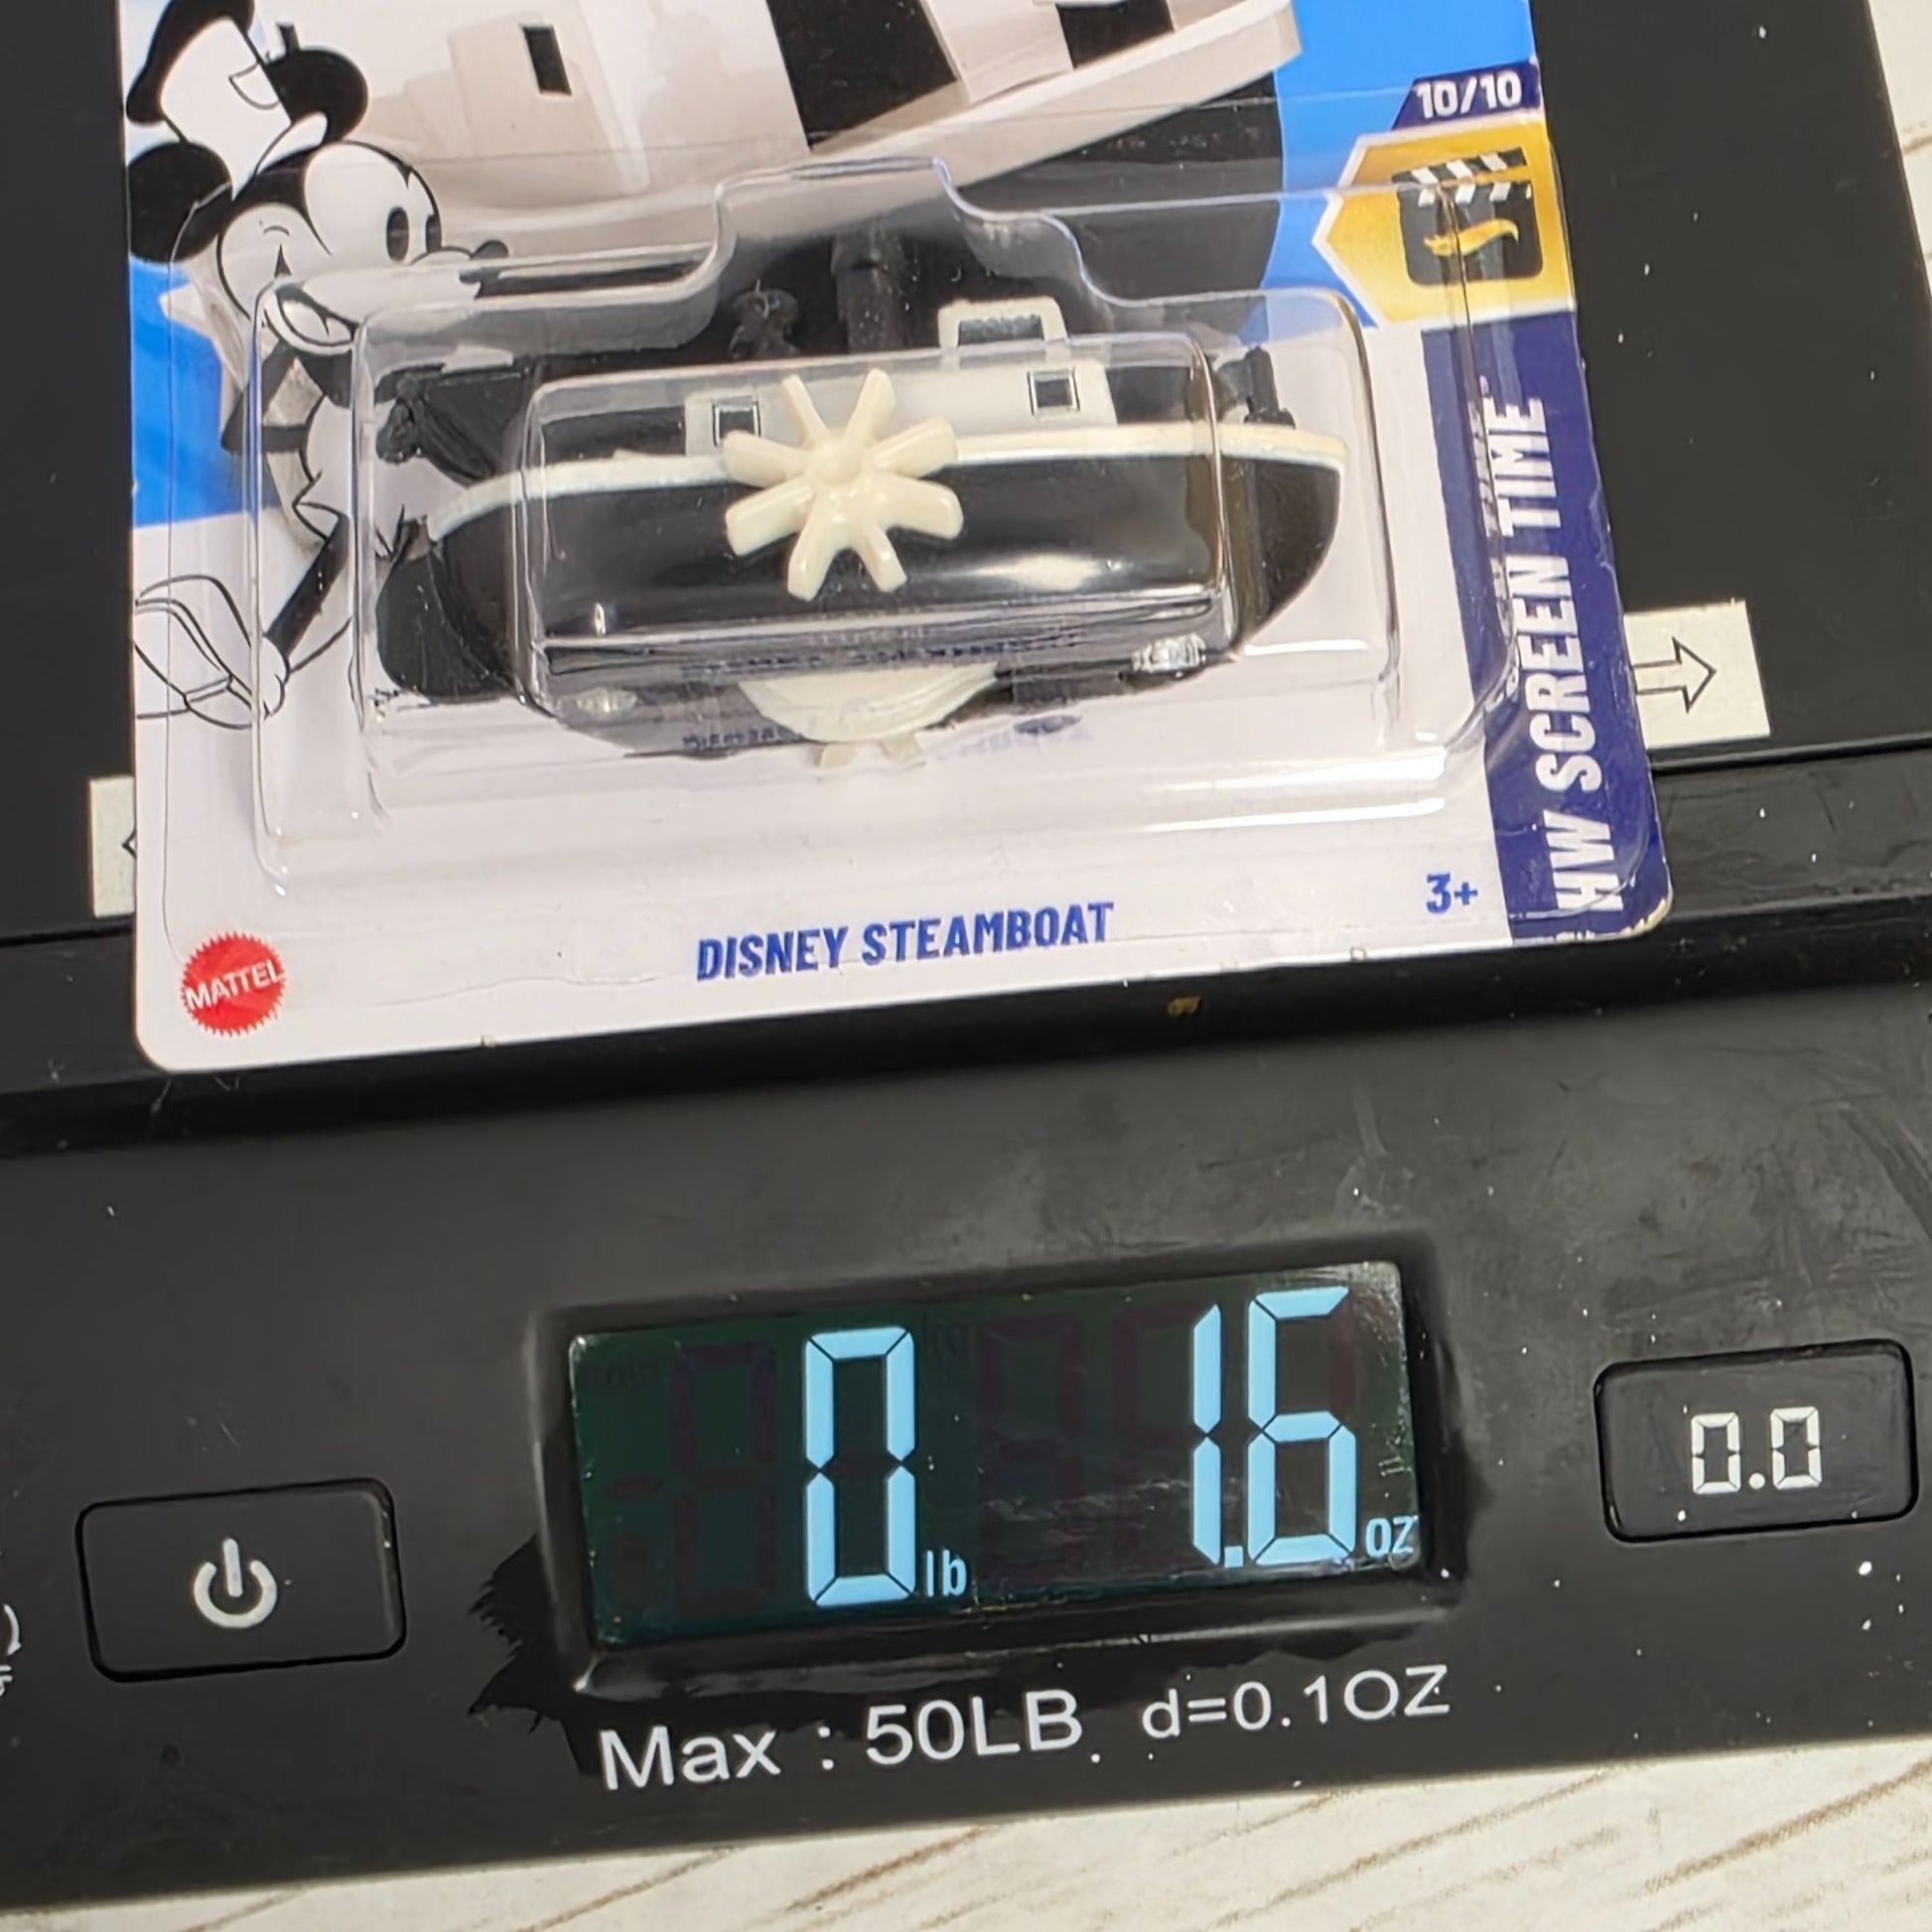 10/10
HW SCREEN TIME
3+
DISNEY STEAMBOAT
MATTEL
0 lb 1.6 oz
0.0
Max : 50LB d=0.1OZ